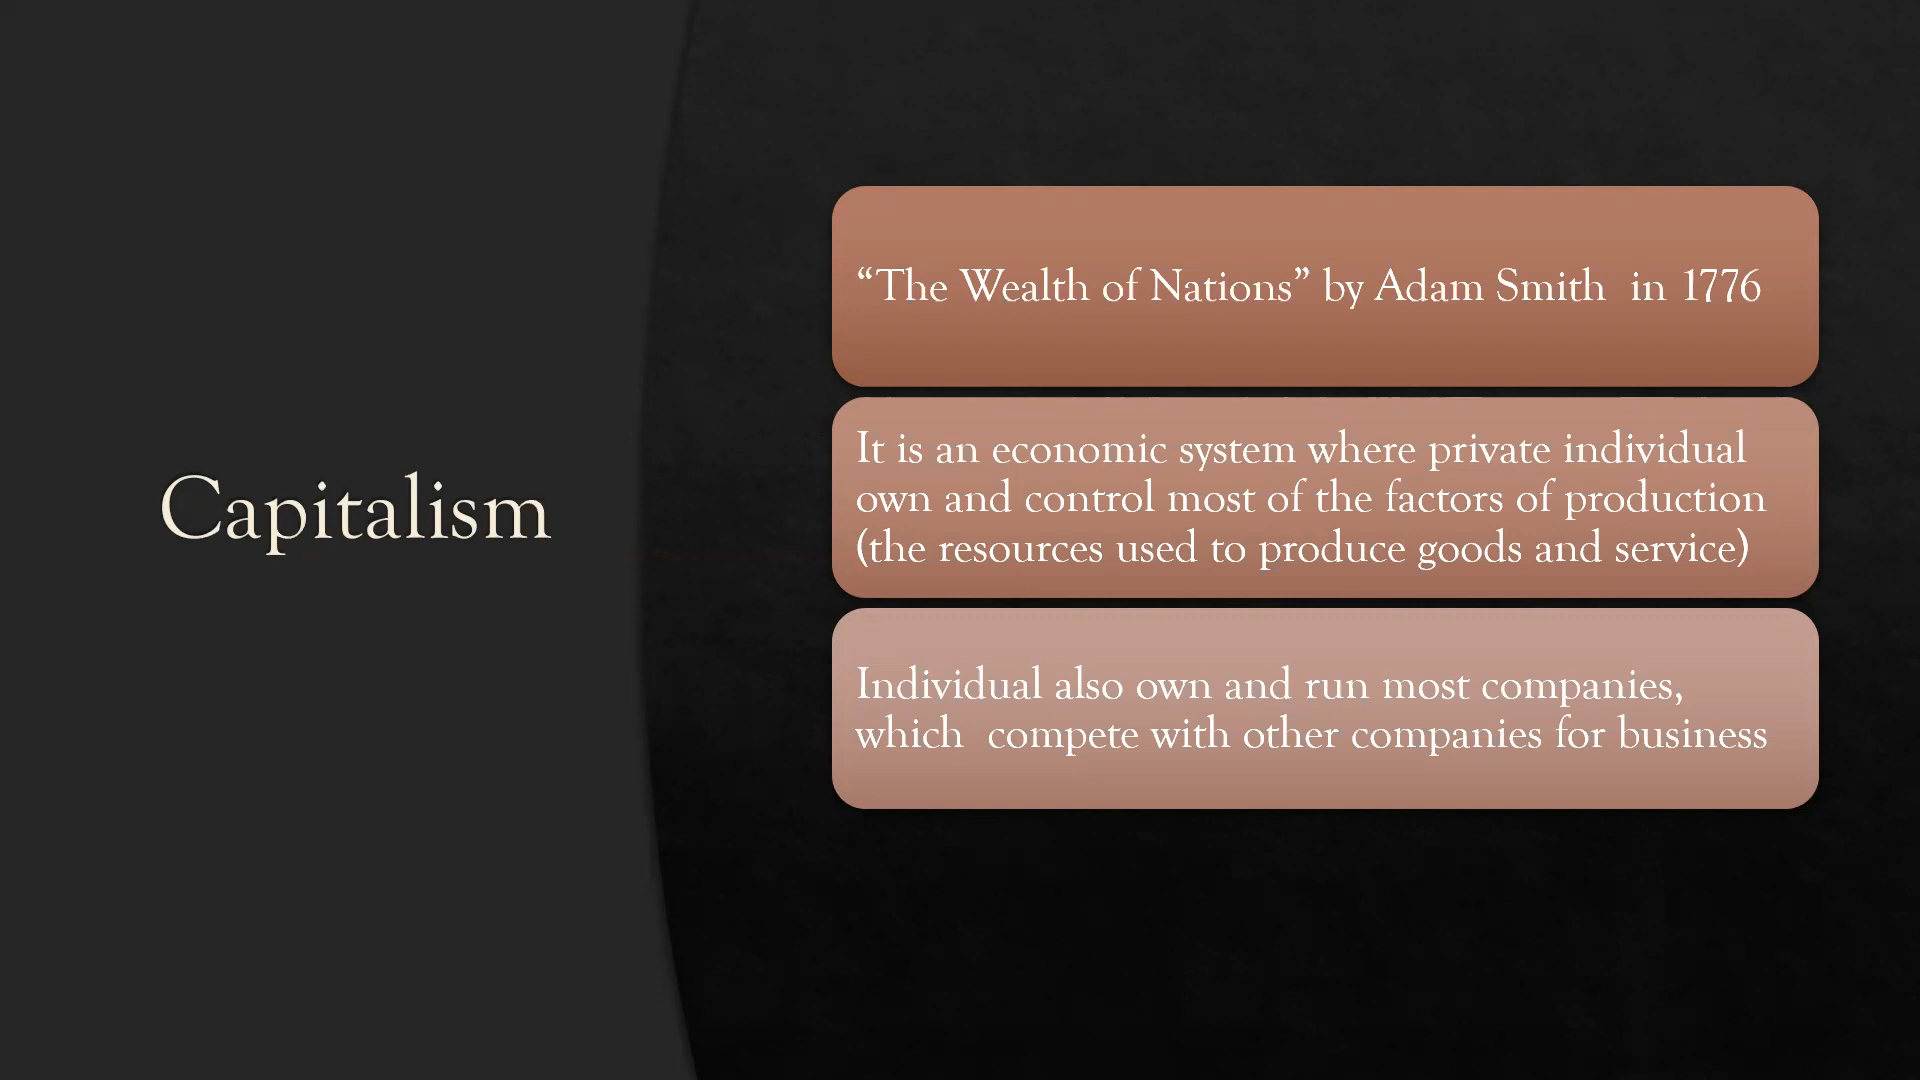 Capitalism
“The Wealth of Nations” by Adam Smith  in 1776
It is an economic system where private individual
own and control most of the factors of production
(the resources used to produce goods and service)
Individual also own and run most companies,
which  compete with other companies for business